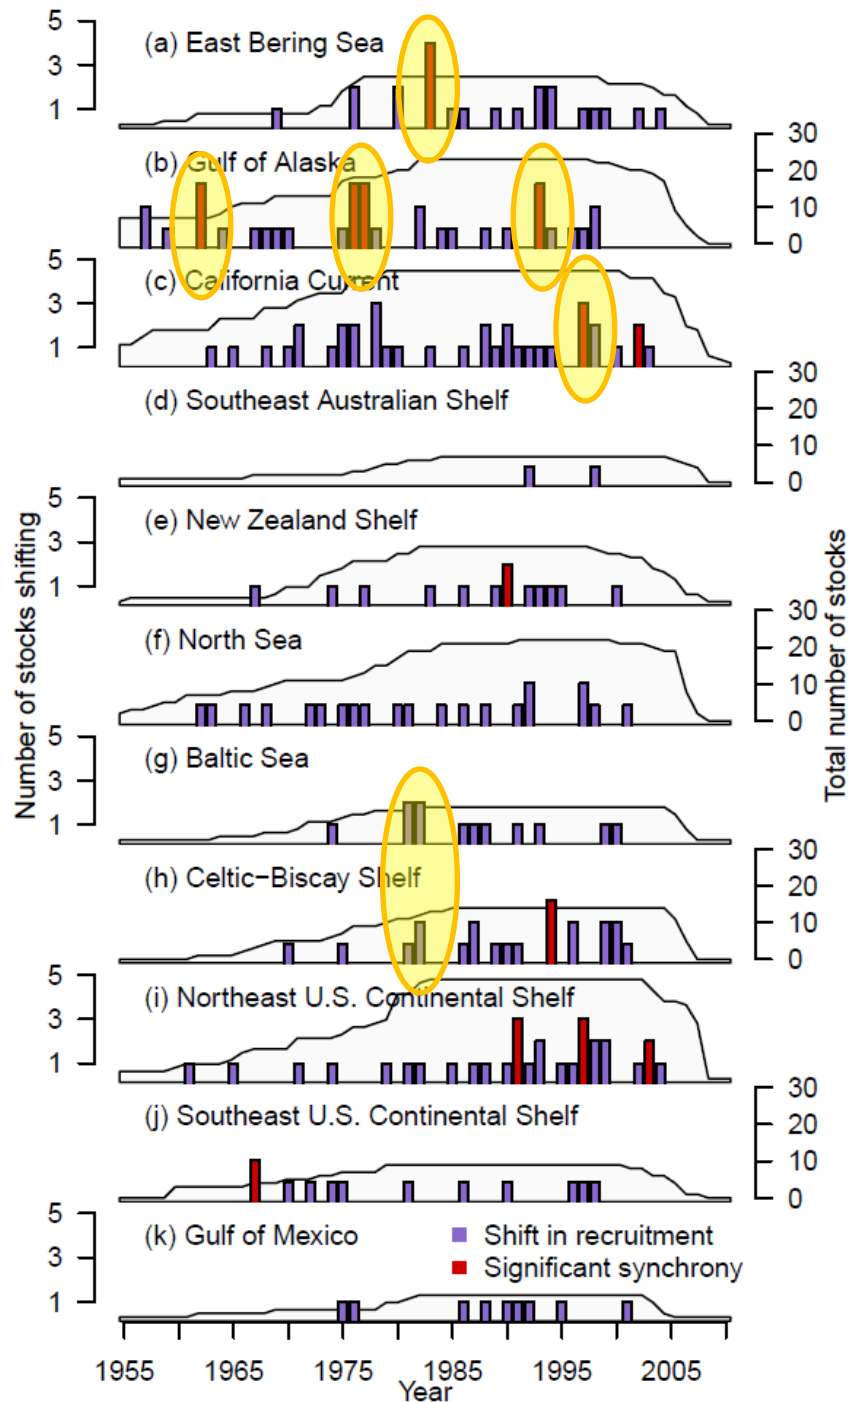 5
3
1
(a) East Bering Sea
30
20
10
0
(b) Gulf of Alaska
5
3
1
(c) California Current
30
20
10
0
(d) Southeast Australian Shelf
5
3
1
(e) New Zealand Shelf
30
20
10
0
(f) North Sea
Number of stocks shifting
Total number of stocks
5
3
1
(g) Baltic Sea
30
20
10
0
(h) Celtic−Biscay Shelf
5
3
1
(i) Northeast U.S. Continental Shelf
30
20
10
0
(j) Southeast U.S. Continental Shelf
5
3
1
(k) Gulf of Mexico
Shift in recruitment
Significant synchrony
1955 1965 1975 1985 1995 2005
Year